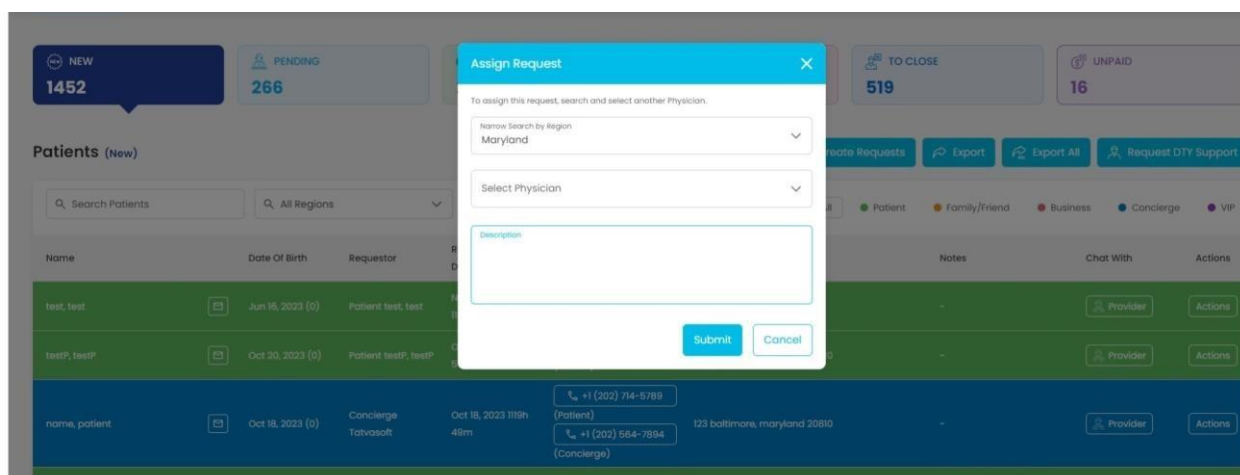 NEW
1452
PENDING
266
TO CLOSE
519
UNPAID
16
Assign Request
To assign this request, search and select another Physician.
Narrow Search by Region
Maryland
Select Physician
Description
Submit
Cancel
Patients (New)
Requests
Export
Export All
Request DTY Support
Search Patients
All Regions
Patient
Family/Friend
Business
Concierge
VIP
Name
Date Of Birth
Requestor
Notes
Chat With
Actions
test, test
Jun 16, 2023 (0)
Patient test, test
-
Provider
Actions
testP, testP
Oct 20, 2023 (0)
Patient testP, testP
-
Provider
Actions
name, patient
Oct 18, 2023 (0)
Concierge
Tatvasoft
Oct 18, 2023 1119h
49m
+1 (202) 714-5789
(Patient)
+1 (202) 564-7894
(Concierge)
123 baltimore, maryland 20810
-
Provider
Actions